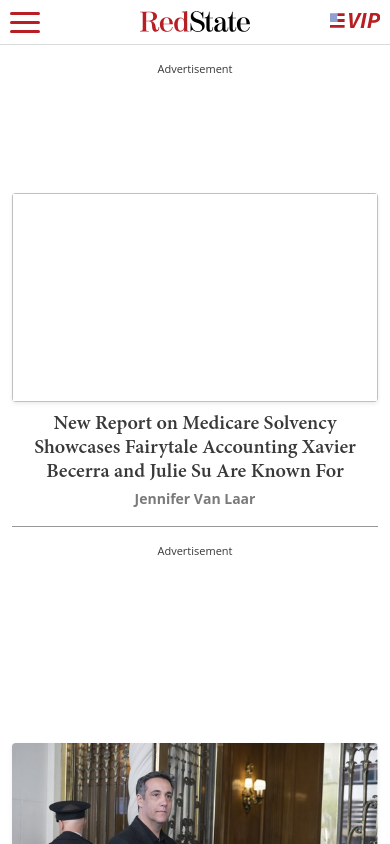 RedState
VIP
Advertisement
New Report on Medicare Solvency
Showcases Fairytale Accounting Xavier
Becerra and Julie Su Are Known For
Jennifer Van Laar
Advertisement